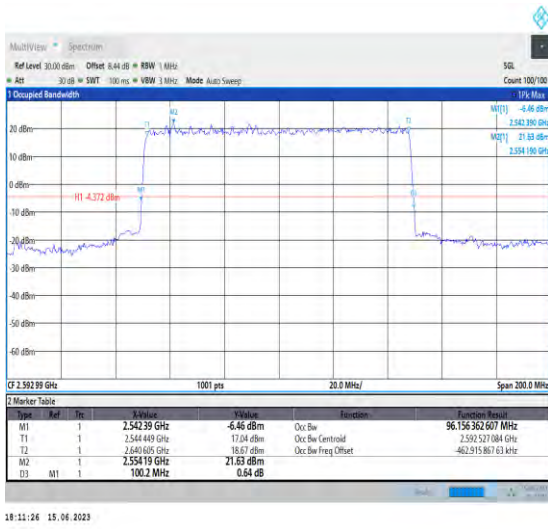 MultiView Spectrum
Ref Level 30.00 dBm Offset 8.44 dB RBW 1 MHz SGL
Att 30 dB SWT 100 ms VBW 3 MHz Mode Auto Sweep Count 100/100
1 Occupied Bandwidth 1Pk Max
M1[1] -6.46 dBm
2.542 390 GHz
M2[1] 21.63 dBm
2.554 190 GHz
M2
T1 T2
20 dBm
10 dBm
0 dBm
M1
H1 -4.372 dBm
-10 dBm
-20 dBm
-30 dBm
-40 dBm
-50 dBm
-60 dBm
CF 2.592 99 GHz 1001 pts 20.0 MHz/ Span 200.0 MHz
2 Marker Table
Type Ref Trc X-Value Y-Value Function Function Result
M1 1 2.542 39 GHz -6.46 dBm Occ Bw 96.156 362 607 MHz
T1 1 2.544 449 GHz 17.04 dBm Occ Bw Centroid 2.592 527 084 GHz
T2 1 2.640 605 GHz 18.67 dBm Occ Bw Freq Offset -462.915 867 63 kHz
M2 1 2.554 19 GHz 21.63 dBm
D3 M1 1 100.2 MHz 0.64 dB
18:11:26 15.06.2023